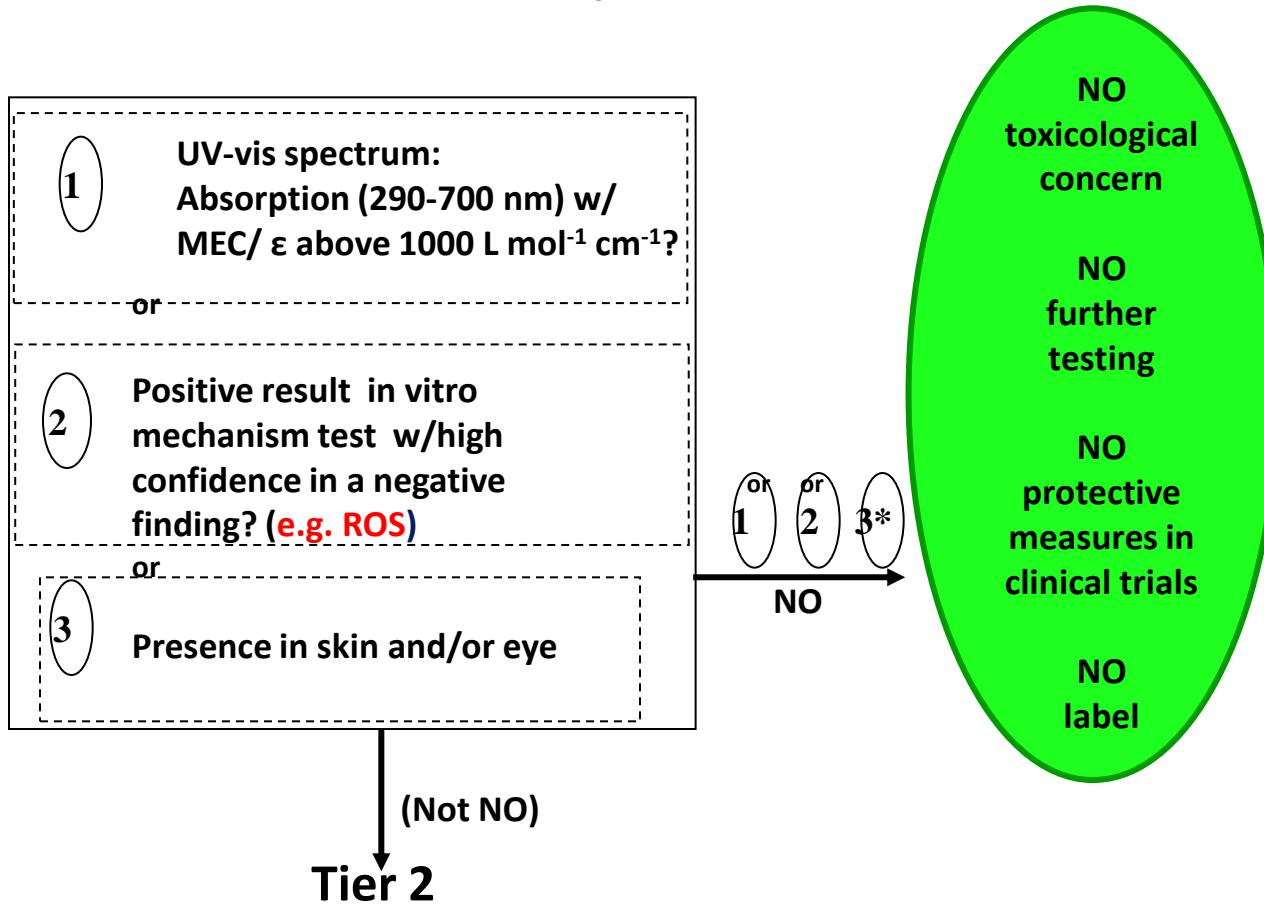 1
UV-vis spectrum:
Absorption (290-700 nm) w/
MEC/ ε above 1000 L mol⁻¹ cm⁻¹?
or
2
Positive result in vitro
mechanism test w/high
confidence in a negative
finding? (e.g. ROS)
or
3
Presence in skin and/or eye
(Not NO)
Tier 2
1 or 2 or 3*
NO
NO
toxicological
concern
NO
further
testing
NO
protective
measures in
clinical trials
NO
label